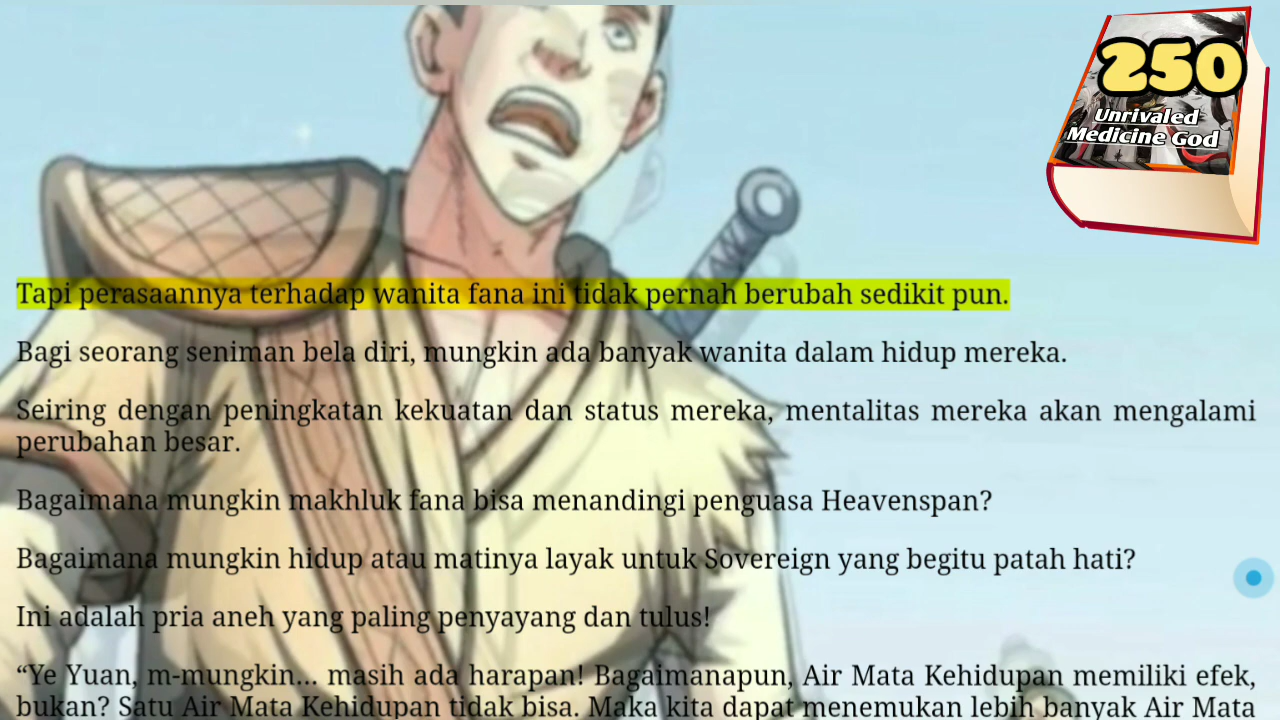 250
Unrivaled
Medicine God
Tapi perasaannya terhadap wanita fana ini tidak pernah berubah sedikit pun.
Bagi seorang seniman bela diri, mungkin ada banyak wanita dalam hidup mereka.
Seiring dengan peningkatan kekuatan dan status mereka, mentalitas mereka akan mengalami
perubahan besar.
Bagaimana mungkin makhluk fana bisa menandingi penguasa Heavenspan?
Bagaimana mungkin hidup atau matinya layak untuk Sovereign yang begitu patah hati?
Ini adalah pria aneh yang paling penyayang dan tulus!
“Ye Yuan, m-mungkin... masih ada harapan! Bagaimanapun, Air Mata Kehidupan memiliki efek,
bukan? Satu Air Mata Kehidupan tidak bisa. Maka kita dapat menemukan lebih banyak Air Mata